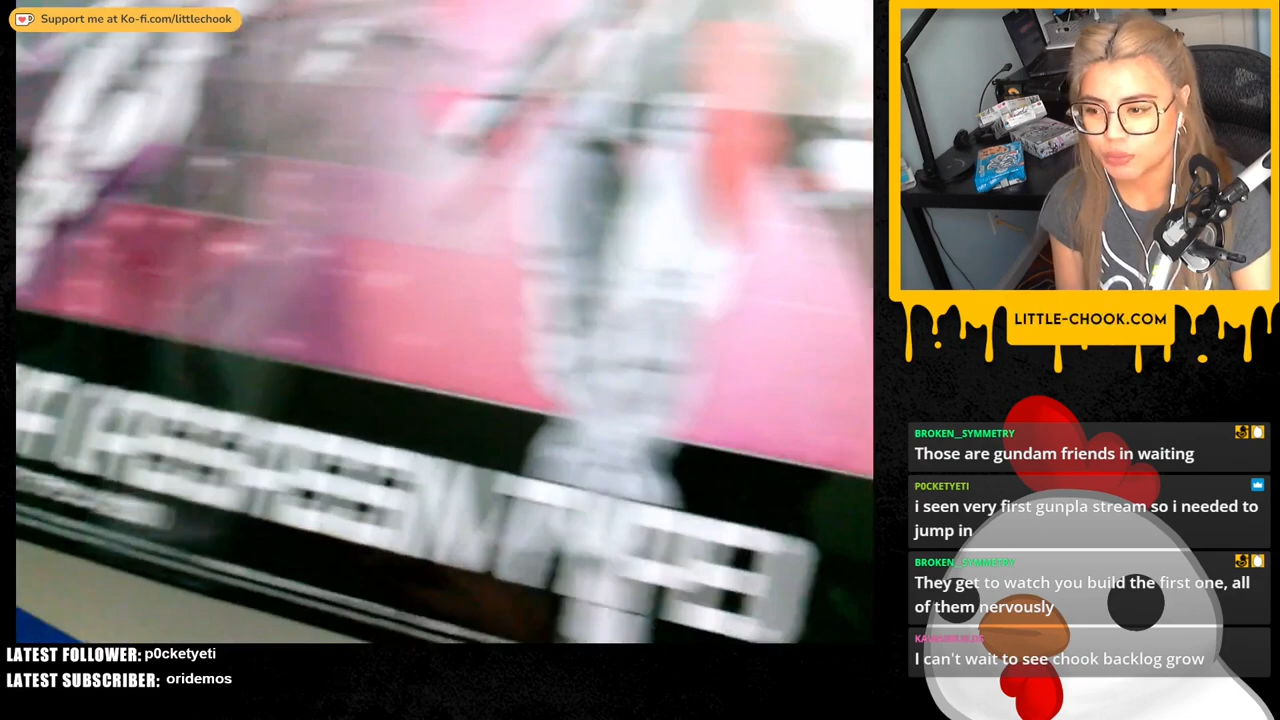 Support me at Ko-fi.com/littlechook
LITTLE-CHOOK.COM
BROKEN_SYMMETRY
Those are gundam friends in waiting
P0CKETYETI
i seen very first gunpla stream so i needed to
jump in
BROKEN_SYMMETRY
They get to watch you build the first one, all
of them nervously
I can't wait to see chook backlog grow
LATEST FOLLOWER: p0cketyeti
LATEST SUBSCRIBER: oridemos